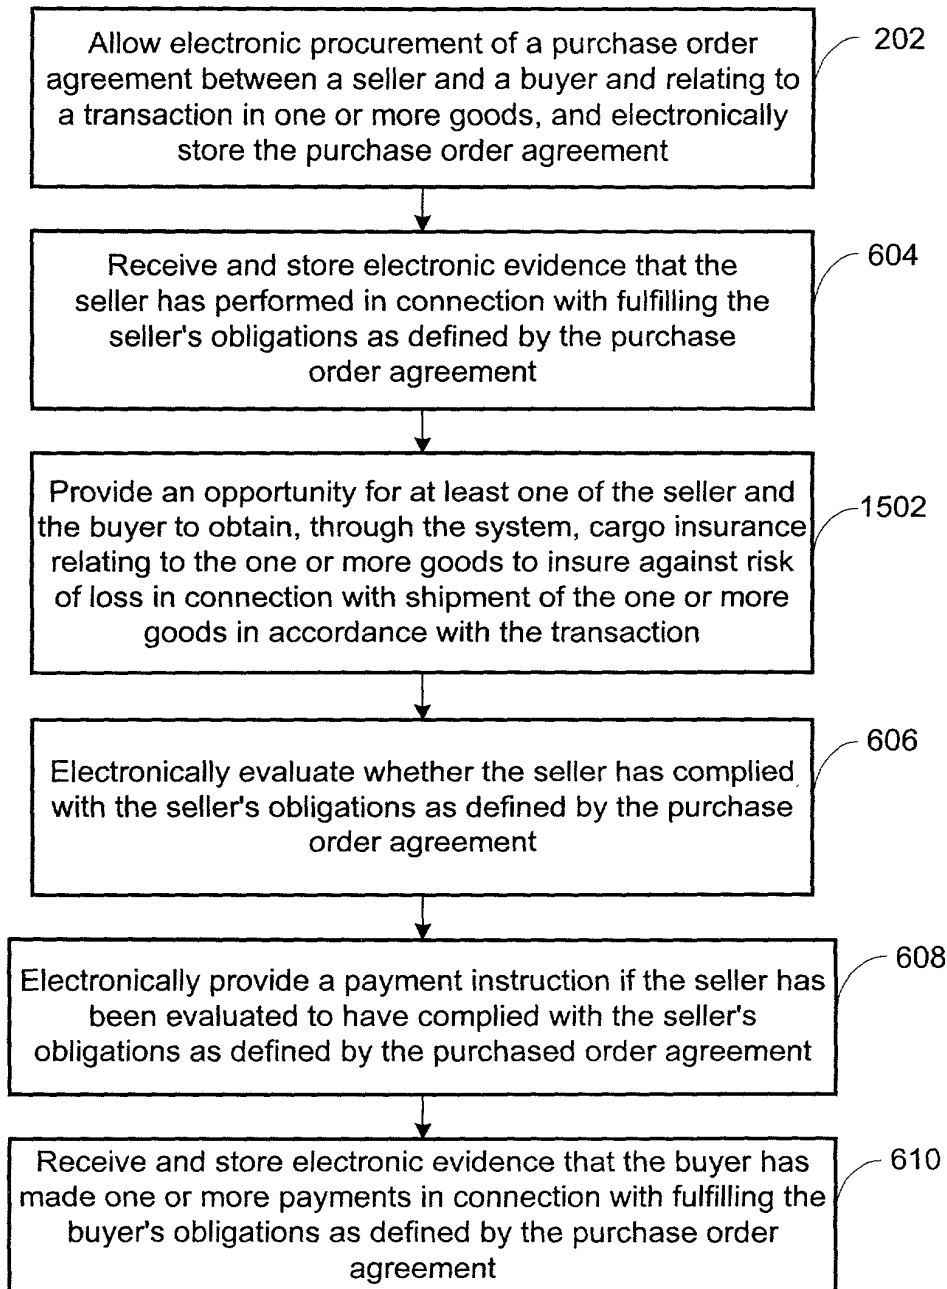 Allow electronic procurement of a purchase order
agreement between a seller and a buyer and relating to
a transaction in one or more goods, and electronically
store the purchase order agreement
202
Receive and store electronic evidence that the
seller has performed in connection with fulfilling the
seller's obligations as defined by the purchase
order agreement
604
Provide an opportunity for at least one of the seller and
the buyer to obtain, through the system, cargo insurance
relating to the one or more goods to insure against risk
of loss in connection with shipment of the one or more
goods in accordance with the transaction
1502
Electronically evaluate whether the seller has complied
with the seller's obligations as defined by the purchase
order agreement
606
Electronically provide a payment instruction if the seller has
been evaluated to have complied with the seller's
obligations as defined by the purchased order agreement
608
Receive and store electronic evidence that the buyer has
made one or more payments in connection with fulfilling the
buyer's obligations as defined by the purchase order
agreement
610